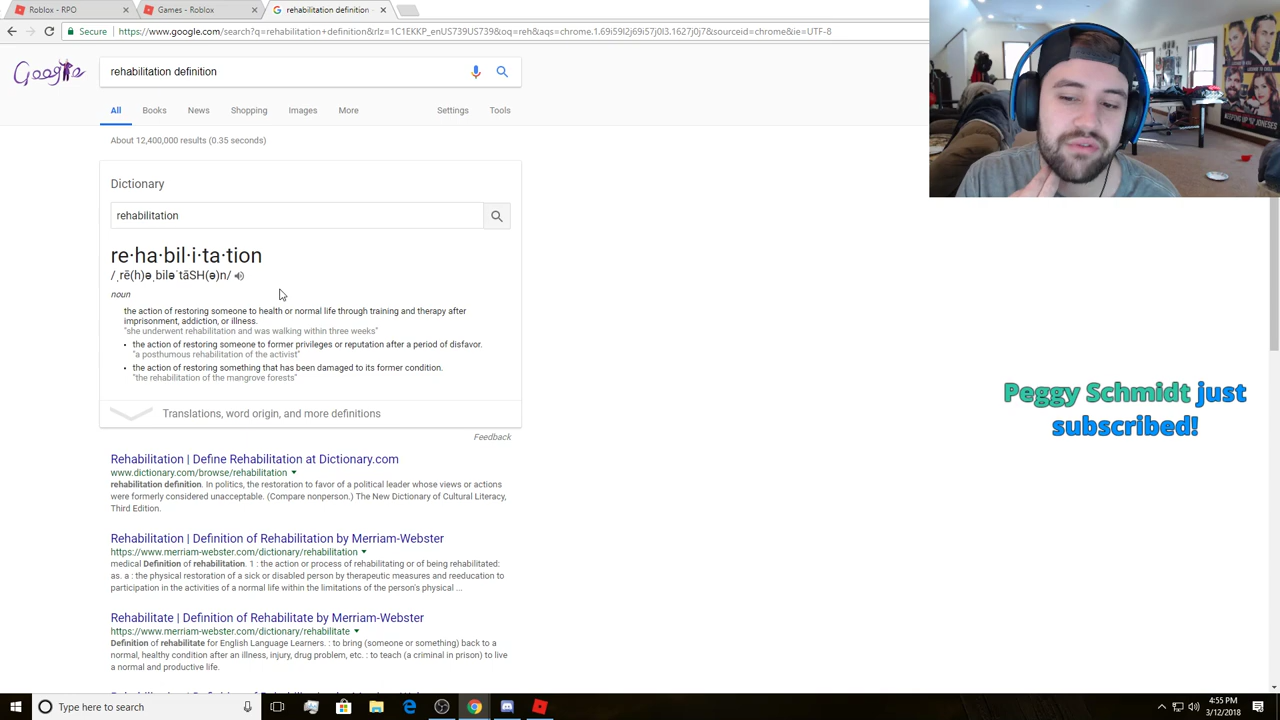 Roblox - RPO
Games - Roblox
rehabilitation definition -
Secure
https://www.google.com/search?q=rehabilitation+definition&rlz=1C1EKKP_enUS739US739&oq=reh&aqs=chrome.1.69i59l2j69i57j0l3.1627j0j7&sourceid=chrome&ie=UTF-8
Google
rehabilitation definition
All Books News Shopping Images More Settings Tools
About 12,400,000 results (0.35 seconds)
Dictionary
rehabilitation
re·ha·bil·i·ta·tion
/ˌrē(h)əˌbiləˈtāSH(ə)n/
noun
the action of restoring someone to health or normal life through training and therapy after
imprisonment, addiction, or illness.
"she underwent rehabilitation and was walking within three weeks"
• the action of restoring someone to former privileges or reputation after a period of disfavor.
"a posthumous rehabilitation of the activist"
• the action of restoring something that has been damaged to its former condition.
"the rehabilitation of the mangrove forests"
Translations, word origin, and more definitions
Feedback
Rehabilitation | Define Rehabilitation at Dictionary.com
www.dictionary.com/browse/rehabilitation
rehabilitation definition. In politics, the restoration to favor of a political leader whose views or actions
were formerly considered unacceptable. (Compare nonperson.) The New Dictionary of Cultural Literacy,
Third Edition.
Rehabilitation | Definition of Rehabilitation by Merriam-Webster
https://www.merriam-webster.com/dictionary/rehabilitation
medical Definition of rehabilitation. 1 : the action or process of rehabilitating or of being rehabilitated:
as. a : the physical restoration of a sick or disabled person by therapeutic measures and reeducation to
participation in the activities of a normal life within the limitations of the person's physical ...
Rehabilitate | Definition of Rehabilitate by Merriam-Webster
https://www.merriam-webster.com/dictionary/rehabilitate
Definition of rehabilitate for English Language Learners. : to bring (someone or something) back to a
normal, healthy condition after an illness, injury, drug problem, etc. : to teach (a criminal in prison) to live
a normal and productive life.
KEEPING UP WITH THE JONESES
Peggy Schmidt just
subscribed!
Type here to search
4:55 PM
3/12/2018